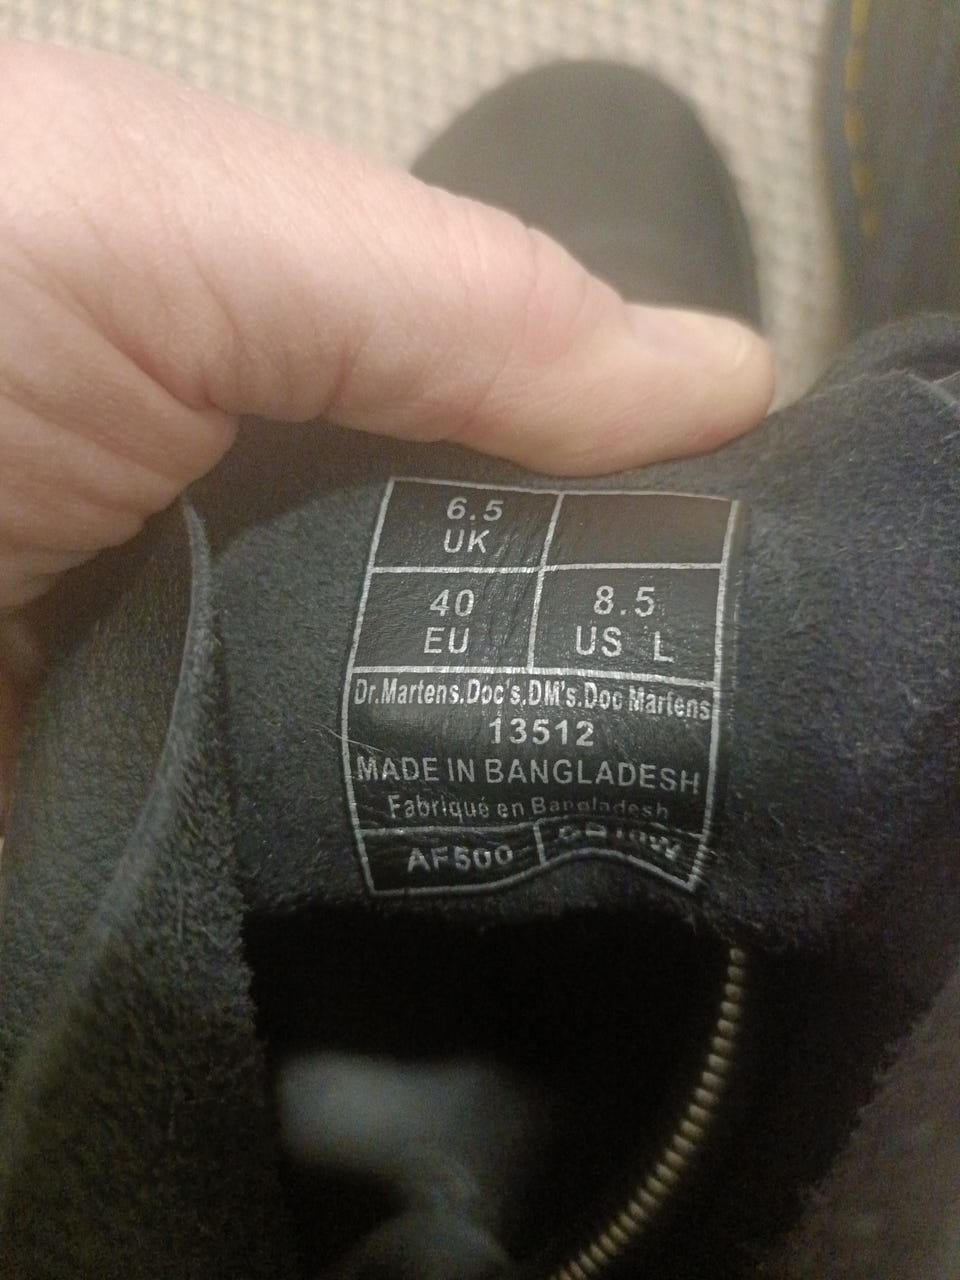 6.5
UK
40
EU
8.5
US L
Dr.Martens.Doc's.DM's.Doc Martens
13512
MADE IN BANGLADESH
Fabriqué en Bangladesh
AF500